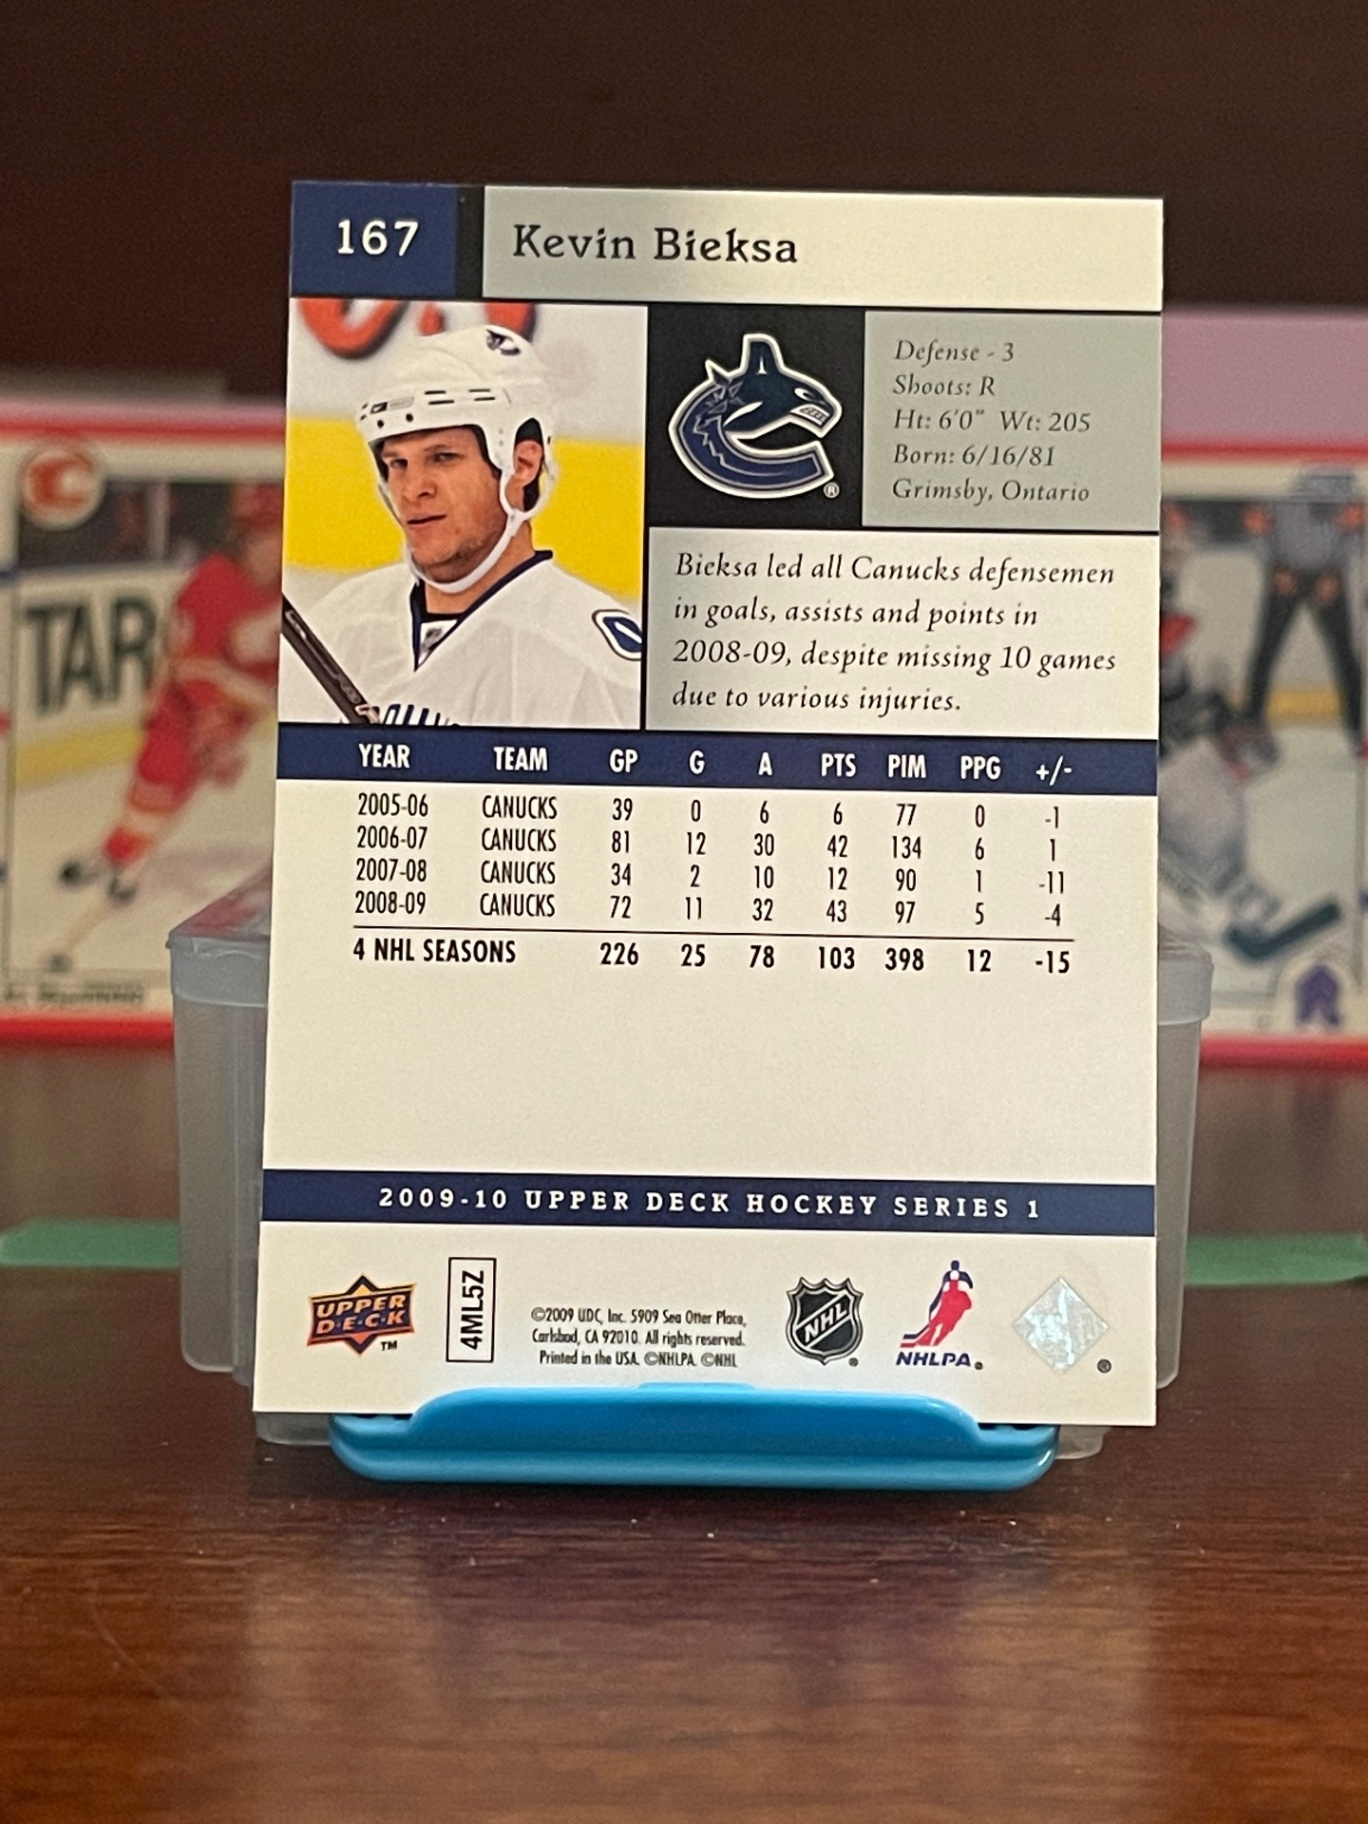 167
Kevin Bieksa
Defense - 3
Shoots: R
Ht: 6'0" Wt: 205
Born: 6/16/81
Grimsby, Ontario
®
Bieksa led all Canucks defensemen
in goals, assists and points in
2008-09, despite missing 10 games
due to various injuries.
YEAR TEAM GP G A PTS PIM PPG +/-
2005-06 CANUCKS 39 0 6 6 77 0 -1
2006-07 CANUCKS 81 12 30 42 134 6 1
2007-08 CANUCKS 34 2 10 12 90 1 -11
2008-09 CANUCKS 72 11 32 43 97 5 -4
4 NHL SEASONS 226 25 78 103 398 12 -15
2009-10 UPPER DECK HOCKEY SERIES 1
UPPER
DECK
TM
4ML5Z
©2009 UDC, Inc. 5909 Sea Otter Place,
Carlsbad, CA 92010. All rights reserved.
Printed in the USA. ©NHLPA. ©NHL
NHL
®
NHLPA®
®
TAR